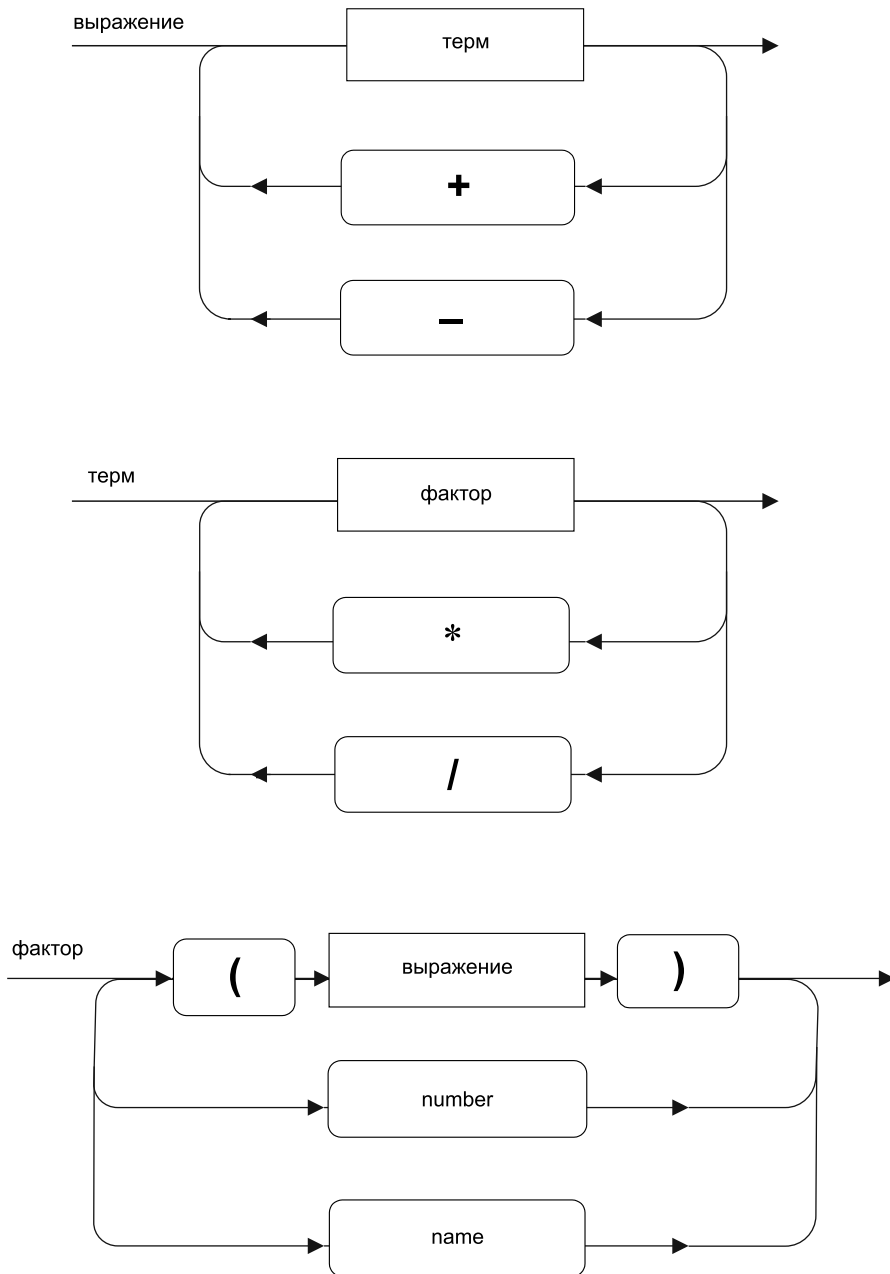 выражение
терм
+
−
терм
фактор
*
/
фактор
(
выражение
)
number
name